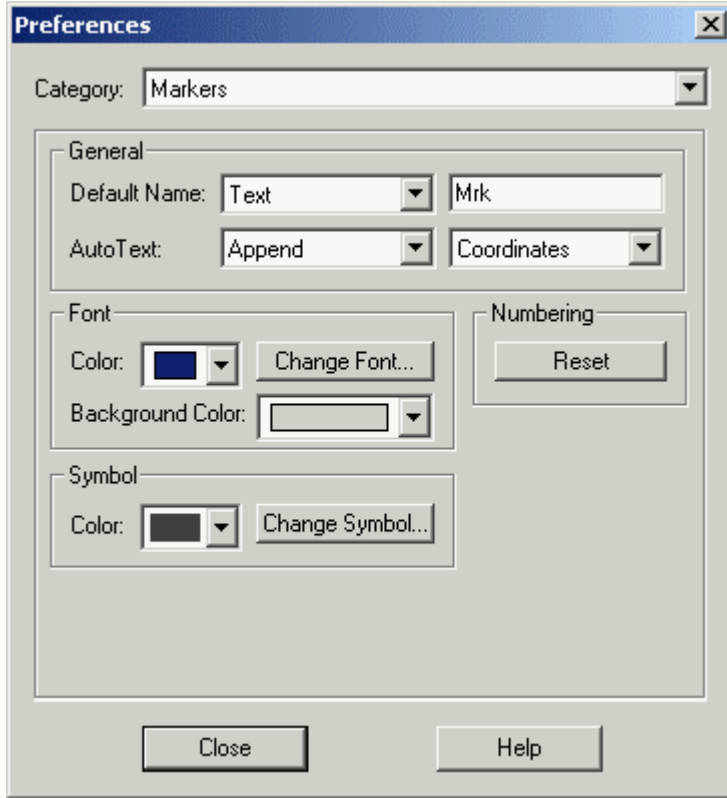 Preferences
Category: Markers
General
Default Name: Text Mrk
AutoText: Append Coordinates
Font Numbering
Color: Change Font... Reset
Background Color:
Symbol
Color: Change Symbol...
Close Help